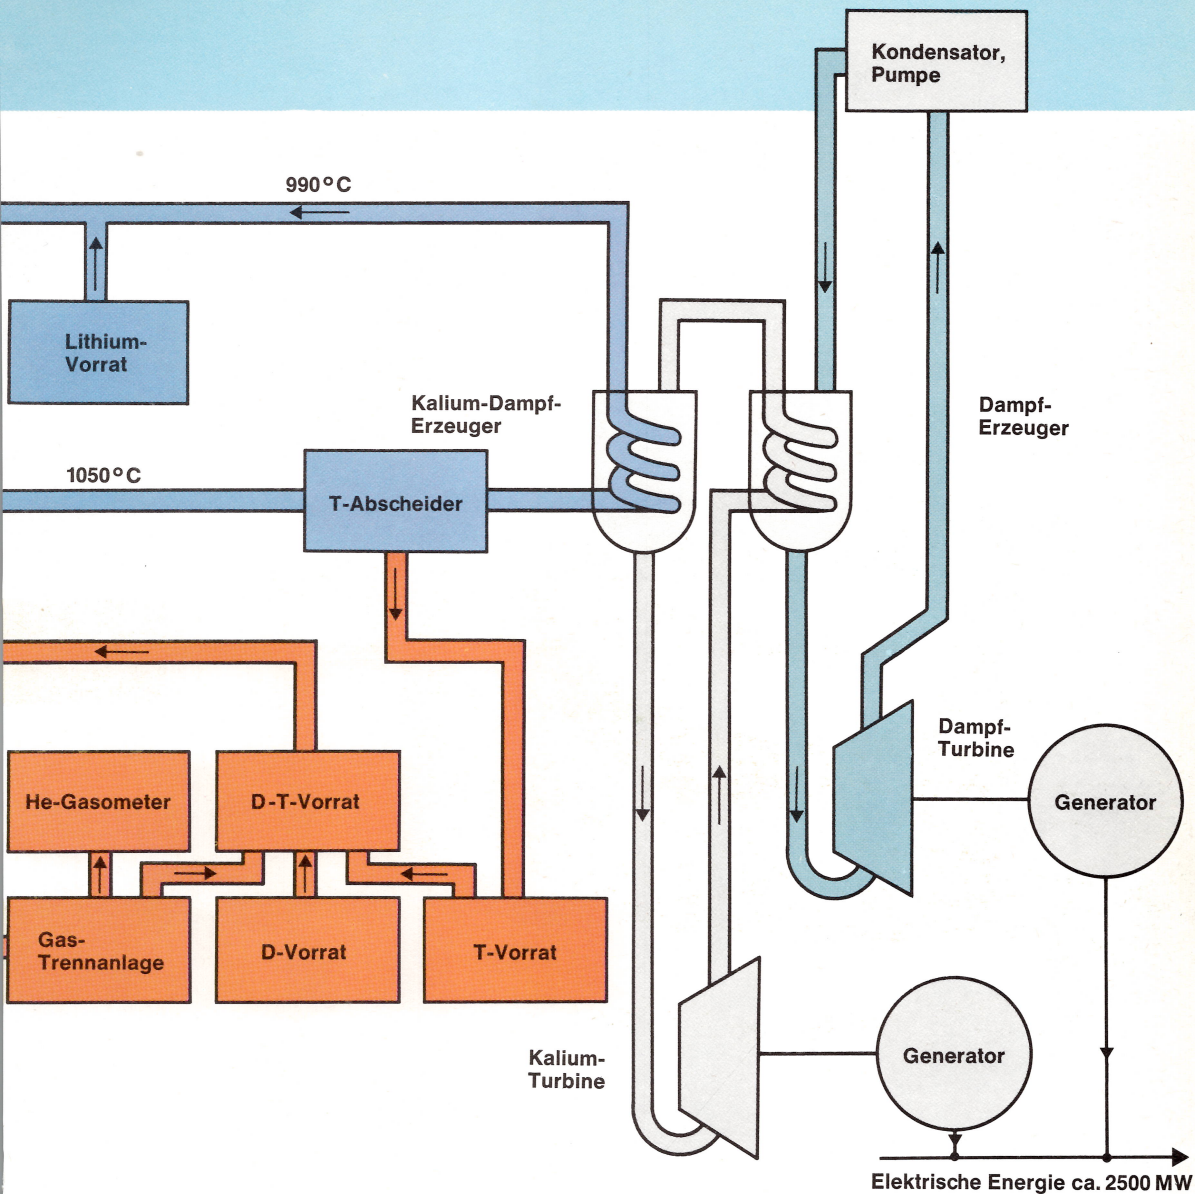 Kondensator,
Pumpe
990°C
Lithium-
Vorrat
Kalium-Dampf-
Erzeuger
Dampf-
Erzeuger
1050°C
T-Abscheider
Dampf-
Turbine
He-Gasometer
D-T-Vorrat
Generator
Gas-
Trennanlage
D-Vorrat
T-Vorrat
Kalium-
Turbine
Generator
Elektrische Energie ca. 2500 MW